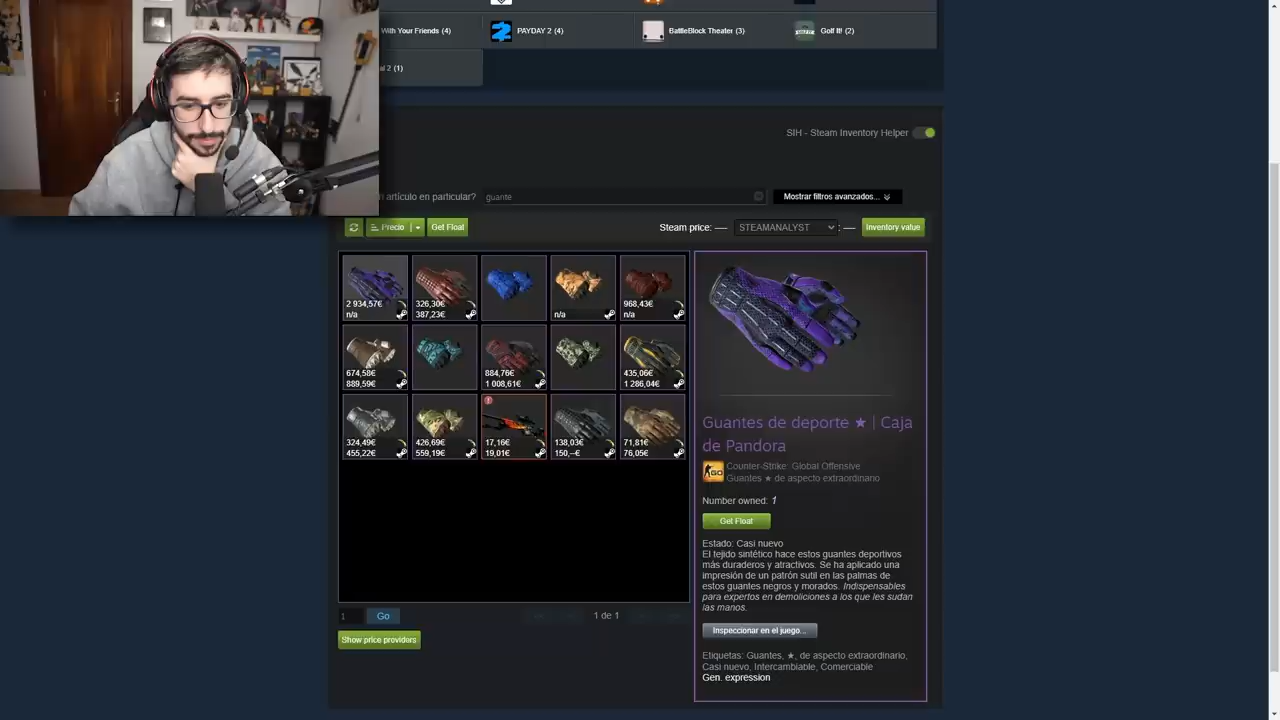 With Your Friends (4)
PAYDAY 2 (4)
BattleBlock Theater (3)
Golf It! (2)
al 2 (1)
SIH - Steam Inventory Helper
artículo en particular?
guante
Mostrar filtros avanzados...
Precio
Get Float
Steam price: —
STEAMANALYST
: —
Inventory value
2 934,57€
n/a
326,30€
387,23€
n/a
968,43€
n/a
674,58€
889,59€
884,76€
1 008,61€
435,06€
1 286,04€
324,49€
455,22€
426,69€
559,19€
17,16€
19,01€
138,03€
150,--€
71,81€
76,05€
1
Go
1 de 1
Show price providers
Guantes de deporte ★ | Caja
de Pandora
GO
Counter-Strike: Global Offensive
Guantes ★ de aspecto extraordinario
Number owned: 1
Get Float
Estado: Casi nuevo
El tejido sintético hace estos guantes deportivos
más duraderos y atractivos. Se ha aplicado una
impresión de un patrón sutil en las palmas de
estos guantes negros y morados. Indispensables
para expertos en demoliciones a los que les sudan
las manos.
Inspeccionar en el juego...
Etiquetas: Guantes, ★, de aspecto extraordinario,
Casi nuevo, Intercambiable, Comerciable
Gen. expression